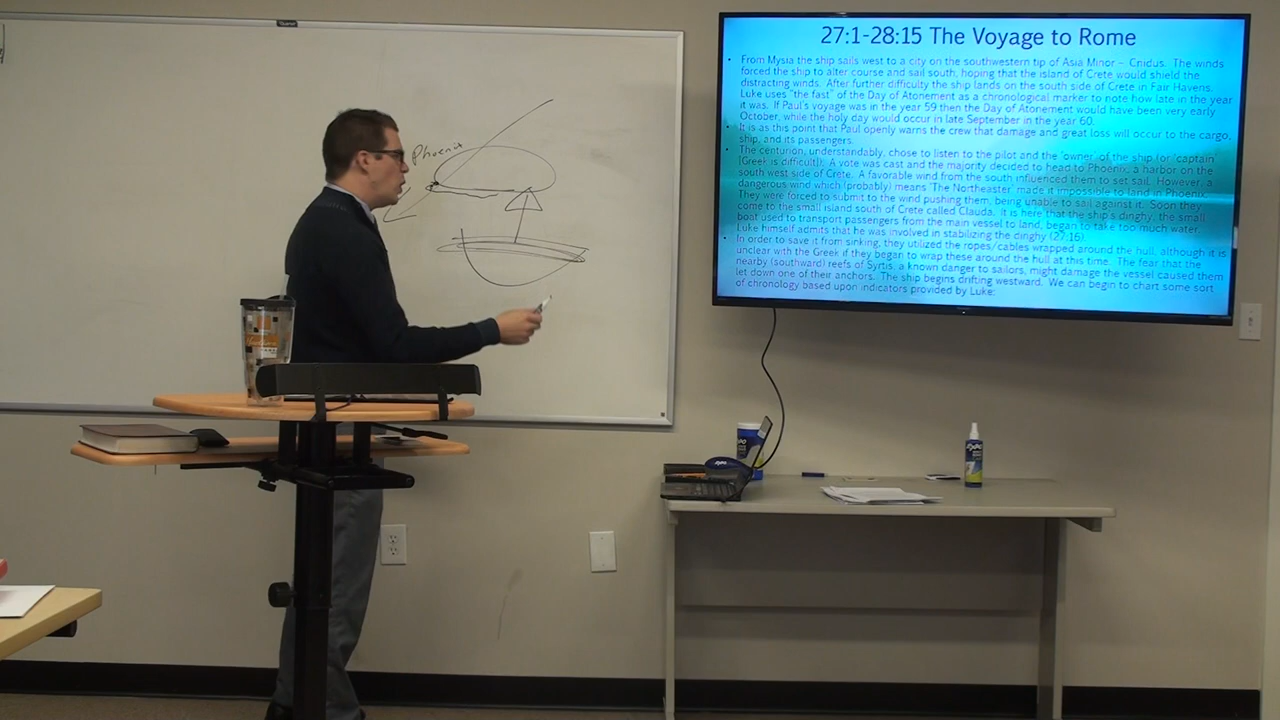 Phoenix
27:1-28:15 The Voyage to Rome
• From Mysia the ship sails west to a city on the southwestern tip of Asia Minor – Cnidus. The winds
forced the ship to alter course and sail south, hoping that the island of Crete would shield the
distracting winds. After further difficulty the ship lands on the south side of Crete in Fair Havens.
Luke uses "the fast" of the Day of Atonement as a chronological marker to note how late in the year
it was. If Paul's voyage was in the year 59 then the Day of Atonement would have been very early
October, while the holy day would occur in late September in the year 60.
• It is as this point that Paul openly warns the crew that damage and great loss will occur to the cargo,
ship, and its passengers.
• The centurion, understandably, chose to listen to the pilot and the "owner" of the ship (or "captain"
[Greek is difficult]). A vote was cast and the majority decided to head to Phoenix, a harbor on the
south west side of Crete. A favorable wind from the south influenced them to set sail. However, a
dangerous wind which (probably) means "The Northeaster" made it impossible to land in Phoenix.
They were forced to submit to the wind pushing them, being unable to sail against it. Soon they
come to the small island south of Crete called Clauda. It is here that the ship's dinghy, the small
boat used to transport passengers from the main vessel to land, began to take too much water.
Luke himself admits that he was involved in stabilizing the dinghy (27:16).
• In order to save it from sinking, they utilized the ropes/cables wrapped around the hull, although it is
unclear with the Greek if they began to wrap these around the hull at this time. The fear that the
nearby (southward) reefs of Syrtis, a known danger to sailors, might damage the vessel caused them
let down one of their anchors. The ship begins drifting westward. We can begin to chart some sort
of chronology based upon indicators provided by Luke:
EXPO